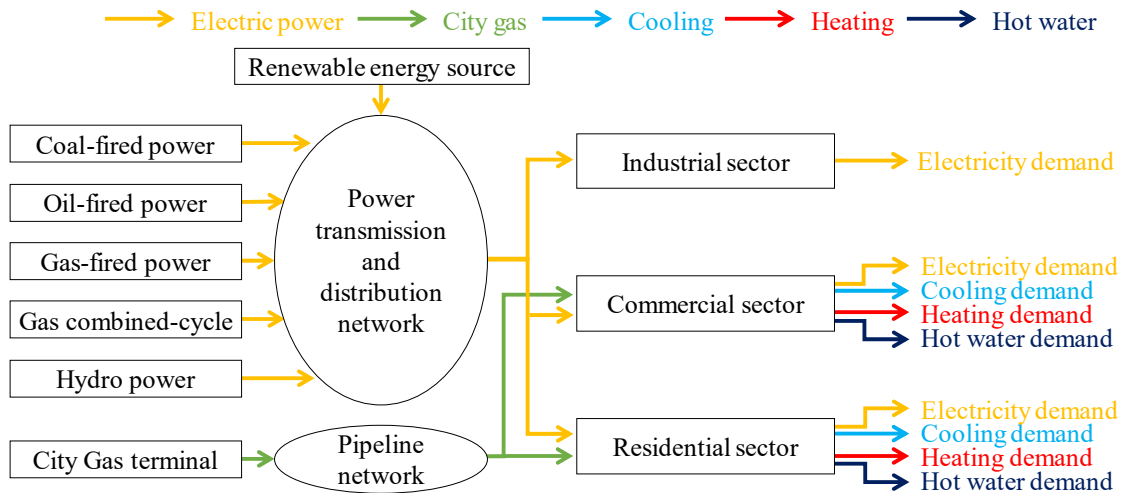 Electric power
City gas
Cooling
Heating
Hot water
Renewable energy source
Coal-fired power
Oil-fired power
Gas-fired power
Gas combined-cycle
Hydro power
City Gas terminal
Power
transmission
and
distribution
network
Pipeline
network
Industrial sector
Electricity demand
Commercial sector
Electricity demand
Cooling demand
Heating demand
Hot water demand
Residential sector
Electricity demand
Cooling demand
Heating demand
Hot water demand